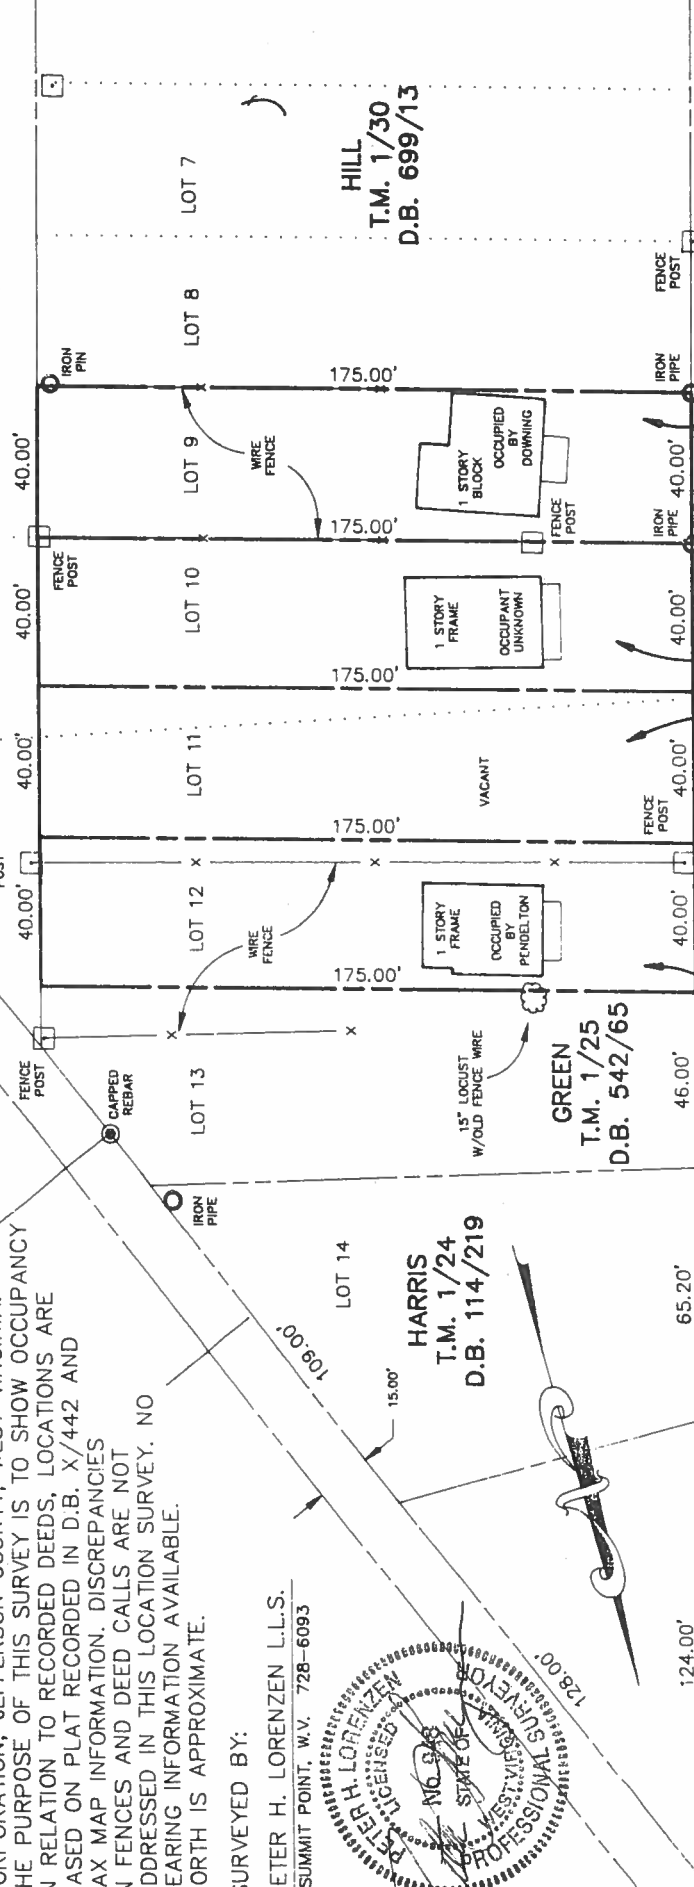 CORPORATION, JEFFERSON COUNTY, WEST VIRGINIA.
THE PURPOSE OF THIS SURVEY IS TO SHOW OCCUPANCY
IN RELATION TO RECORDED DEEDS, LOCATIONS ARE
BASED ON PLAT RECORDED IN D.B. X/442 AND
TAX MAP INFORMATION. DISCREPANCIES
IN FENCES AND DEED CALLS ARE NOT
ADDRESSED IN THIS LOCATION SURVEY. NO
BEARING INFORMATION AVAILABLE.
NORTH IS APPROXIMATE.
SURVEYED BY:
PETER H. LORENZEN L.L.S.
SUMMIT POINT, W.V. 728-6093
PETER H. LORENZEN
LICENSED
No. 943
STATE OF
WEST VIRGINIA
PROFESSIONAL SURVEYOR
FENCE
POST
POST
40.00'
40.00'
40.00'
FENCE
POST
40.00'
IRON
PIN
CAPPED
REBAR
IRON
PIPE
LOT 14
LOT 13
LOT 12
LOT 11
LOT 10
LOT 9
LOT 8
LOT 7
WIRE
FENCE
WIRE
FENCE
109.00'
15.00'
128.00'
175.00'
175.00'
175.00'
175.00'
175.00'
HARRIS
T.M. 1/24
D.B. 114/219
15" LOCUST
W/OLD FENCE WIRE
GREEN
T.M. 1/25
D.B. 542/65
1 STORY
FRAME
OCCUPIED
BY
PENDELTON
VACANT
1 STORY
FRAME
OCCUPANT
UNKNOWN
1 STORY
BLOCK
OCCUPIED
BY
DOWNING
FENCE
POST
HILL
T.M. 1/30
D.B. 699/13
FENCE
POST
IRON
PIPE
IRON
PIPE
FENCE
POST
124.00'
65.20'
46.00'
40.00'
40.00'
40.00'
40.00'